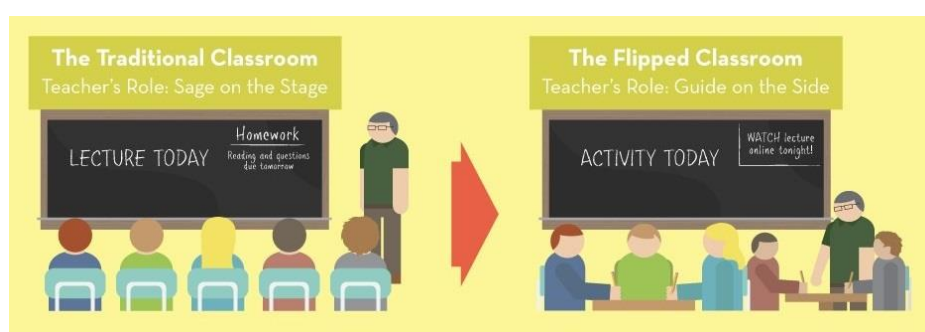 The Traditional Classroom
Teacher's Role: Sage on the Stage
LECTURE TODAY
Homework
Reading and questions
due tomorrow
The Flipped Classroom
Teacher's Role: Guide on the Side
ACTIVITY TODAY
WATCH lecture
online tonight!